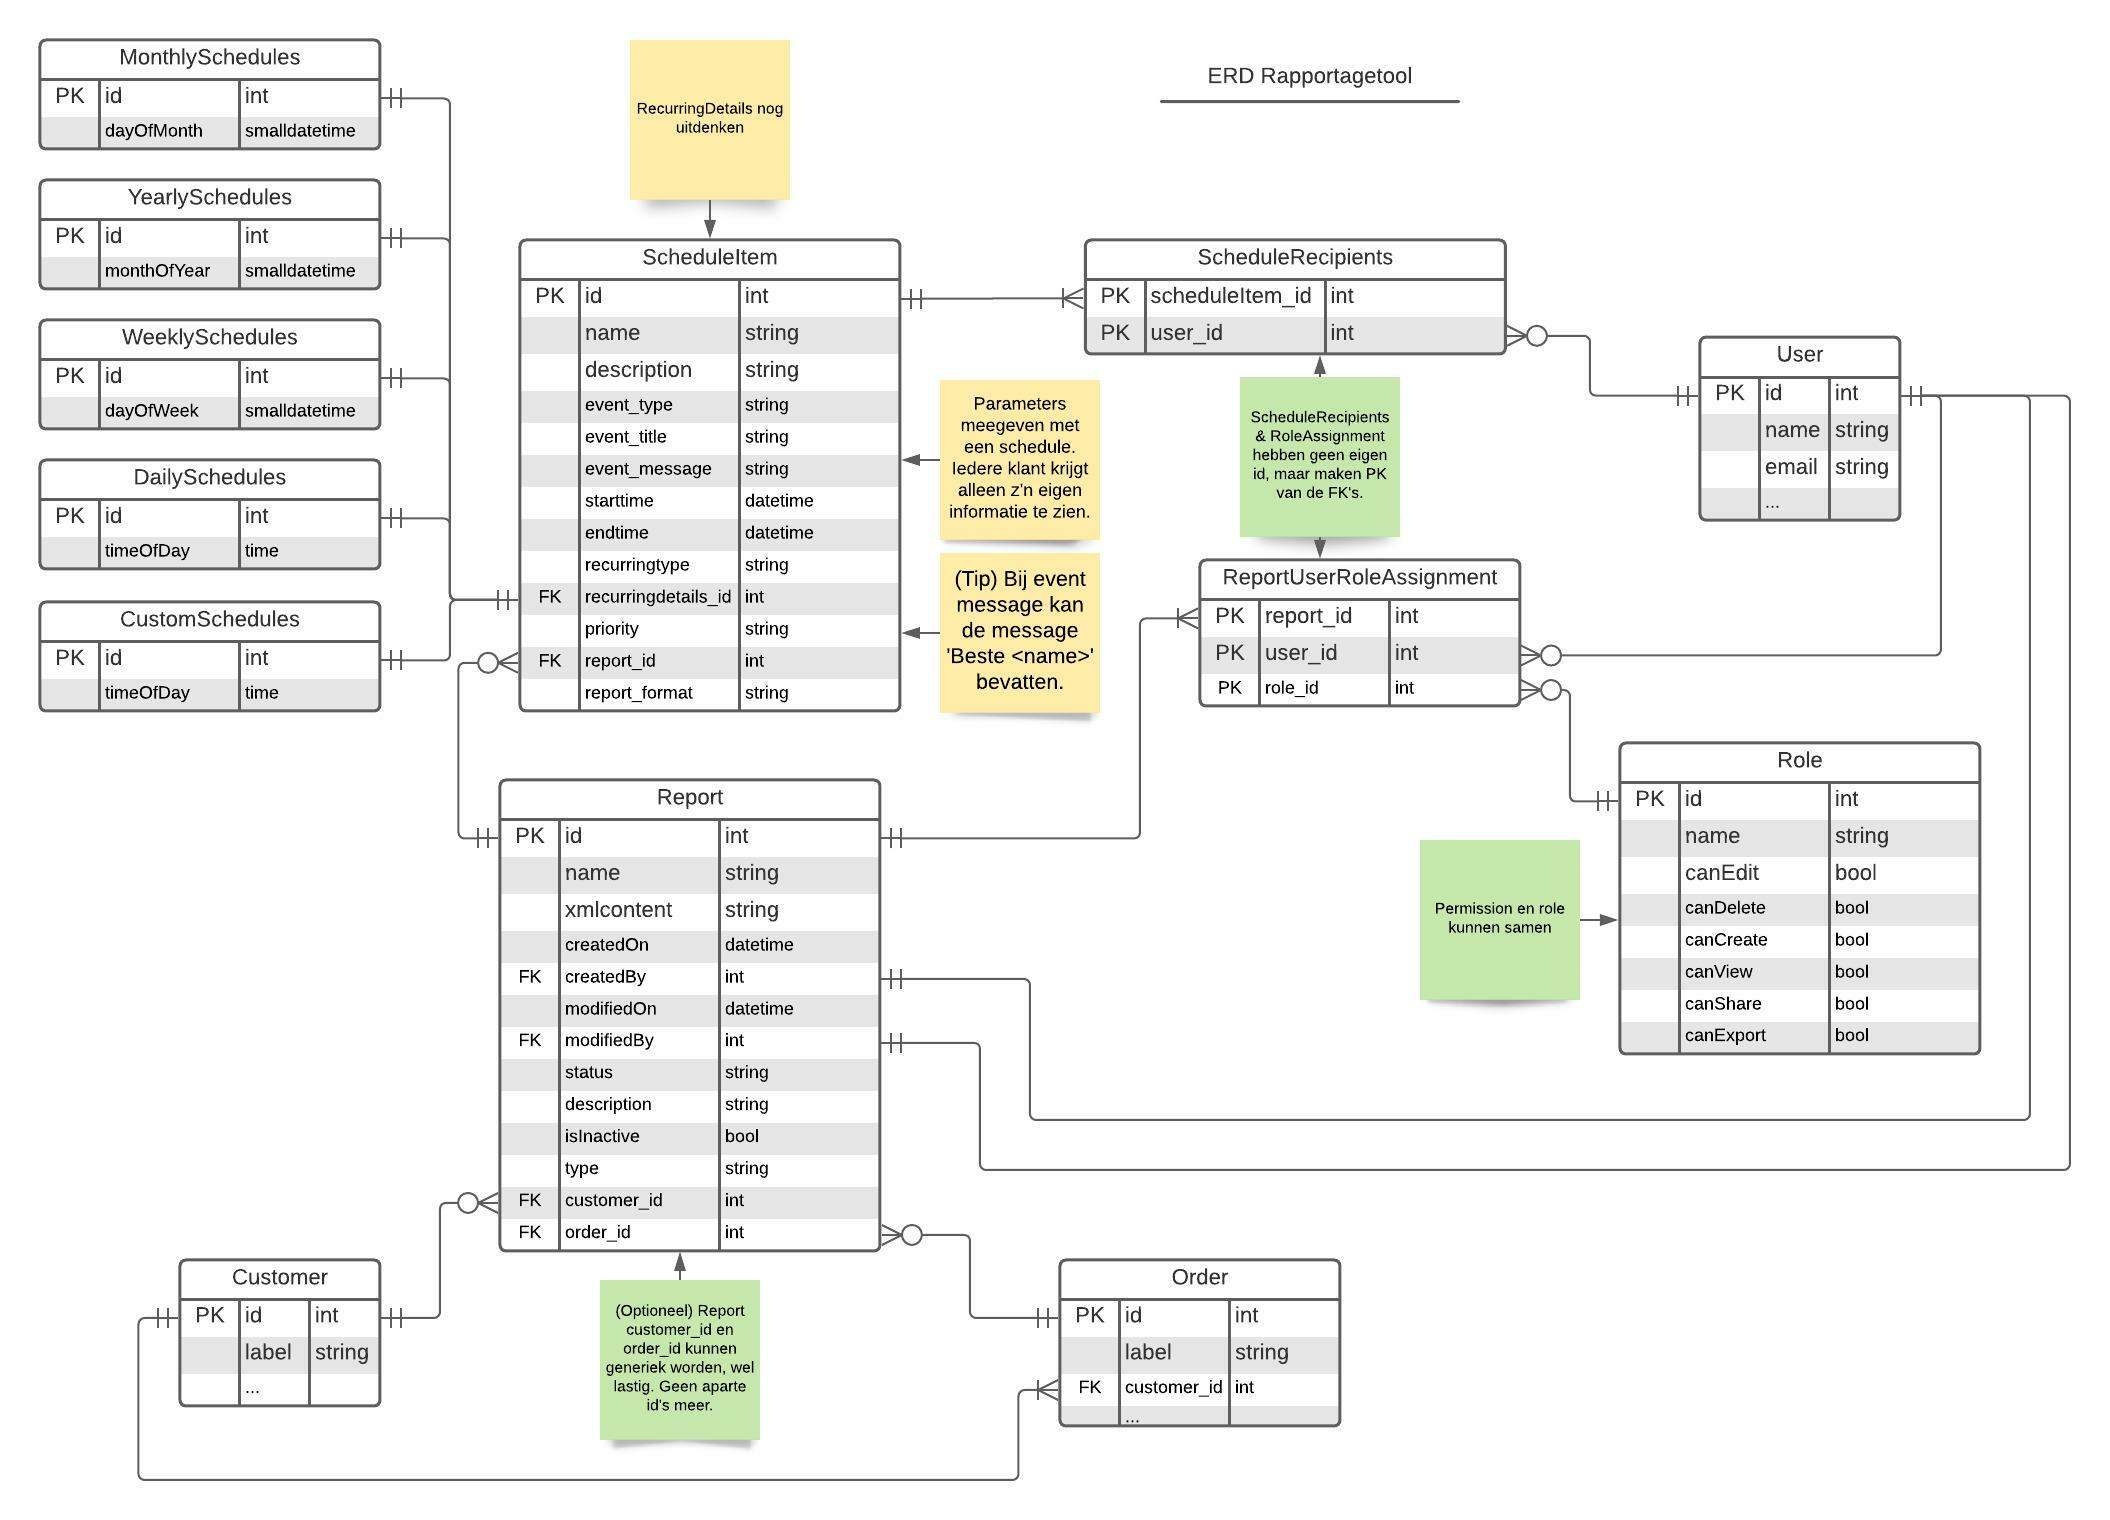 ERD Rapportagetool
MonthlySchedules
PK id int
dayOfMonth smalldatetime
YearlySchedules
PK id int
monthOfYear smalldatetime
WeeklySchedules
PK id int
dayOfWeek smalldatetime
DailySchedules
PK id int
timeOfDay time
CustomSchedules
PK id int
timeOfDay time
RecurringDetails nog
uitdenken
ScheduleItem
PK id int
name string
description string
event_type string
event_title string
event_message string
starttime datetime
endtime datetime
recurringtype string
FK recurringdetails_id int
priority string
FK report_id int
report_format string
Parameters
meegeven met
een schedule.
Iedere klant krijgt
alleen z'n eigen
informatie te zien.
(Tip) Bij event
message kan
de message
'Beste <name>'
bevatten.
ScheduleRecipients
PK scheduleItem_id int
PK user_id int
ScheduleRecipients
& RoleAssignment
hebben geen eigen
id, maar maken PK
van de FK's.
User
PK id int
name string
email string
...
ReportUserRoleAssignment
PK report_id int
PK user_id int
PK role_id int
Role
PK id int
name string
canEdit bool
canDelete bool
canCreate bool
canView bool
canShare bool
canExport bool
Permission en role
kunnen samen
Report
PK id int
name string
xmlcontent string
createdOn datetime
FK createdBy int
modifiedOn datetime
FK modifiedBy int
status string
description string
isInactive bool
type string
FK customer_id int
FK order_id int
Customer
PK id int
label string
...
(Optioneel) Report
customer_id en
order_id kunnen
generiek worden, wel
lastig. Geen aparte
id's meer.
Order
PK id int
label string
FK customer_id int
...